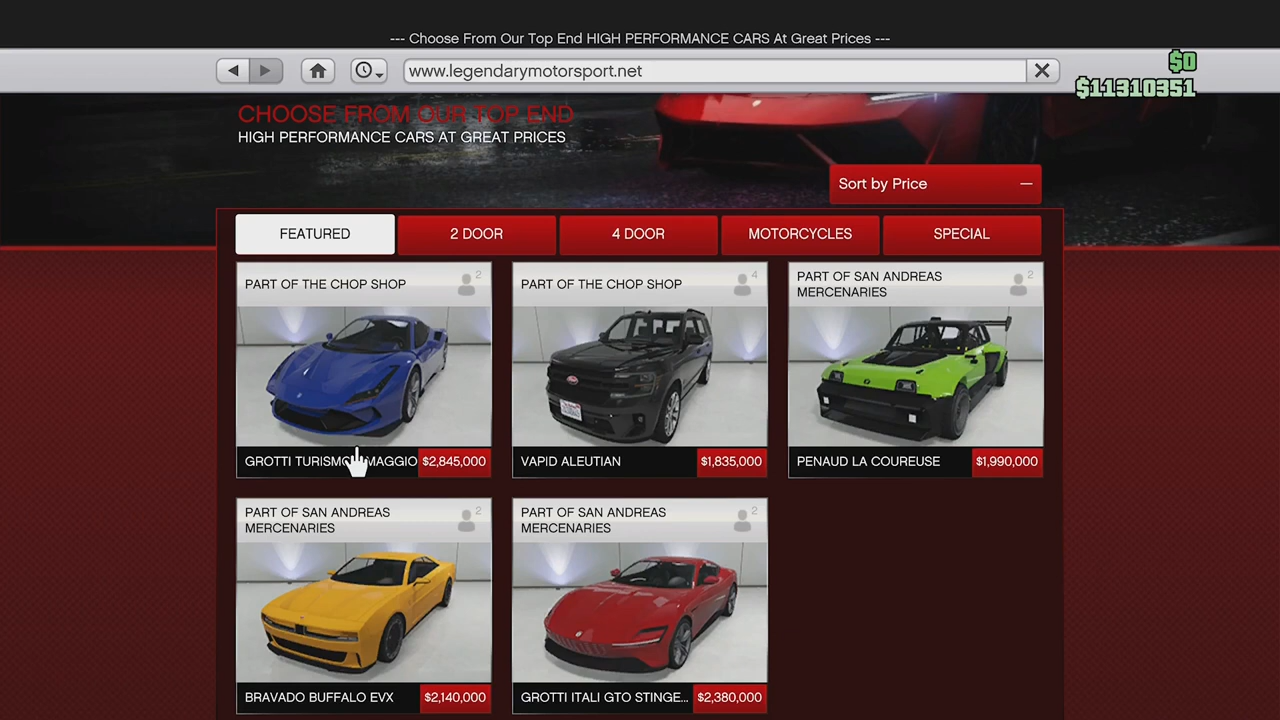 --- Choose From Our Top End HIGH PERFORMANCE CARS At Great Prices ---
www.legendarymotorsport.net
$0
$11310351
CHOOSE FROM OUR TOP END
HIGH PERFORMANCE CARS AT GREAT PRICES
Sort by Price
FEATURED
2 DOOR
4 DOOR
MOTORCYCLES
SPECIAL
PART OF THE CHOP SHOP
2
PART OF THE CHOP SHOP
4
PART OF SAN ANDREAS
MERCENARIES
2
GROTTI TURISMO MAGGIO
$2,845,000
VAPID ALEUTIAN
$1,835,000
PENAUD LA COUREUSE
$1,990,000
PART OF SAN ANDREAS
MERCENARIES
2
PART OF SAN ANDREAS
MERCENARIES
2
BRAVADO BUFFALO EVX
$2,140,000
GROTTI ITALI GTO STINGE...
$2,380,000